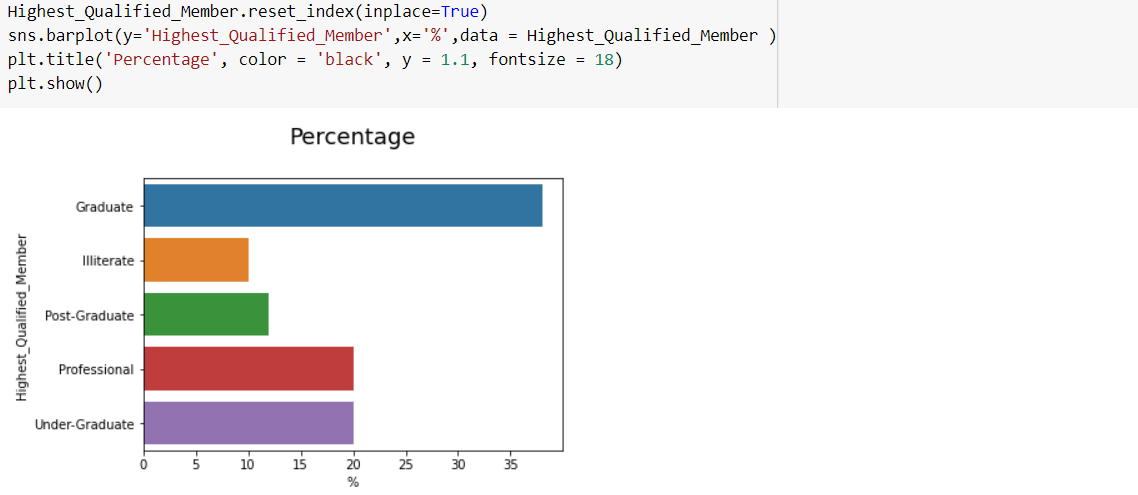 Highest_Qualified_Member.reset_index(inplace=True)
sns.barplot(y='Highest_Qualified_Member',x='%',data = Highest_Qualified_Member )
plt.title('Percentage', color = 'black', y = 1.1, fontsize = 18)
plt.show()
Percentage
Highest_Qualified_Member
Graduate
Illiterate
Post-Graduate
Professional
Under-Graduate
0 5 10 15 20 25 30 35
%